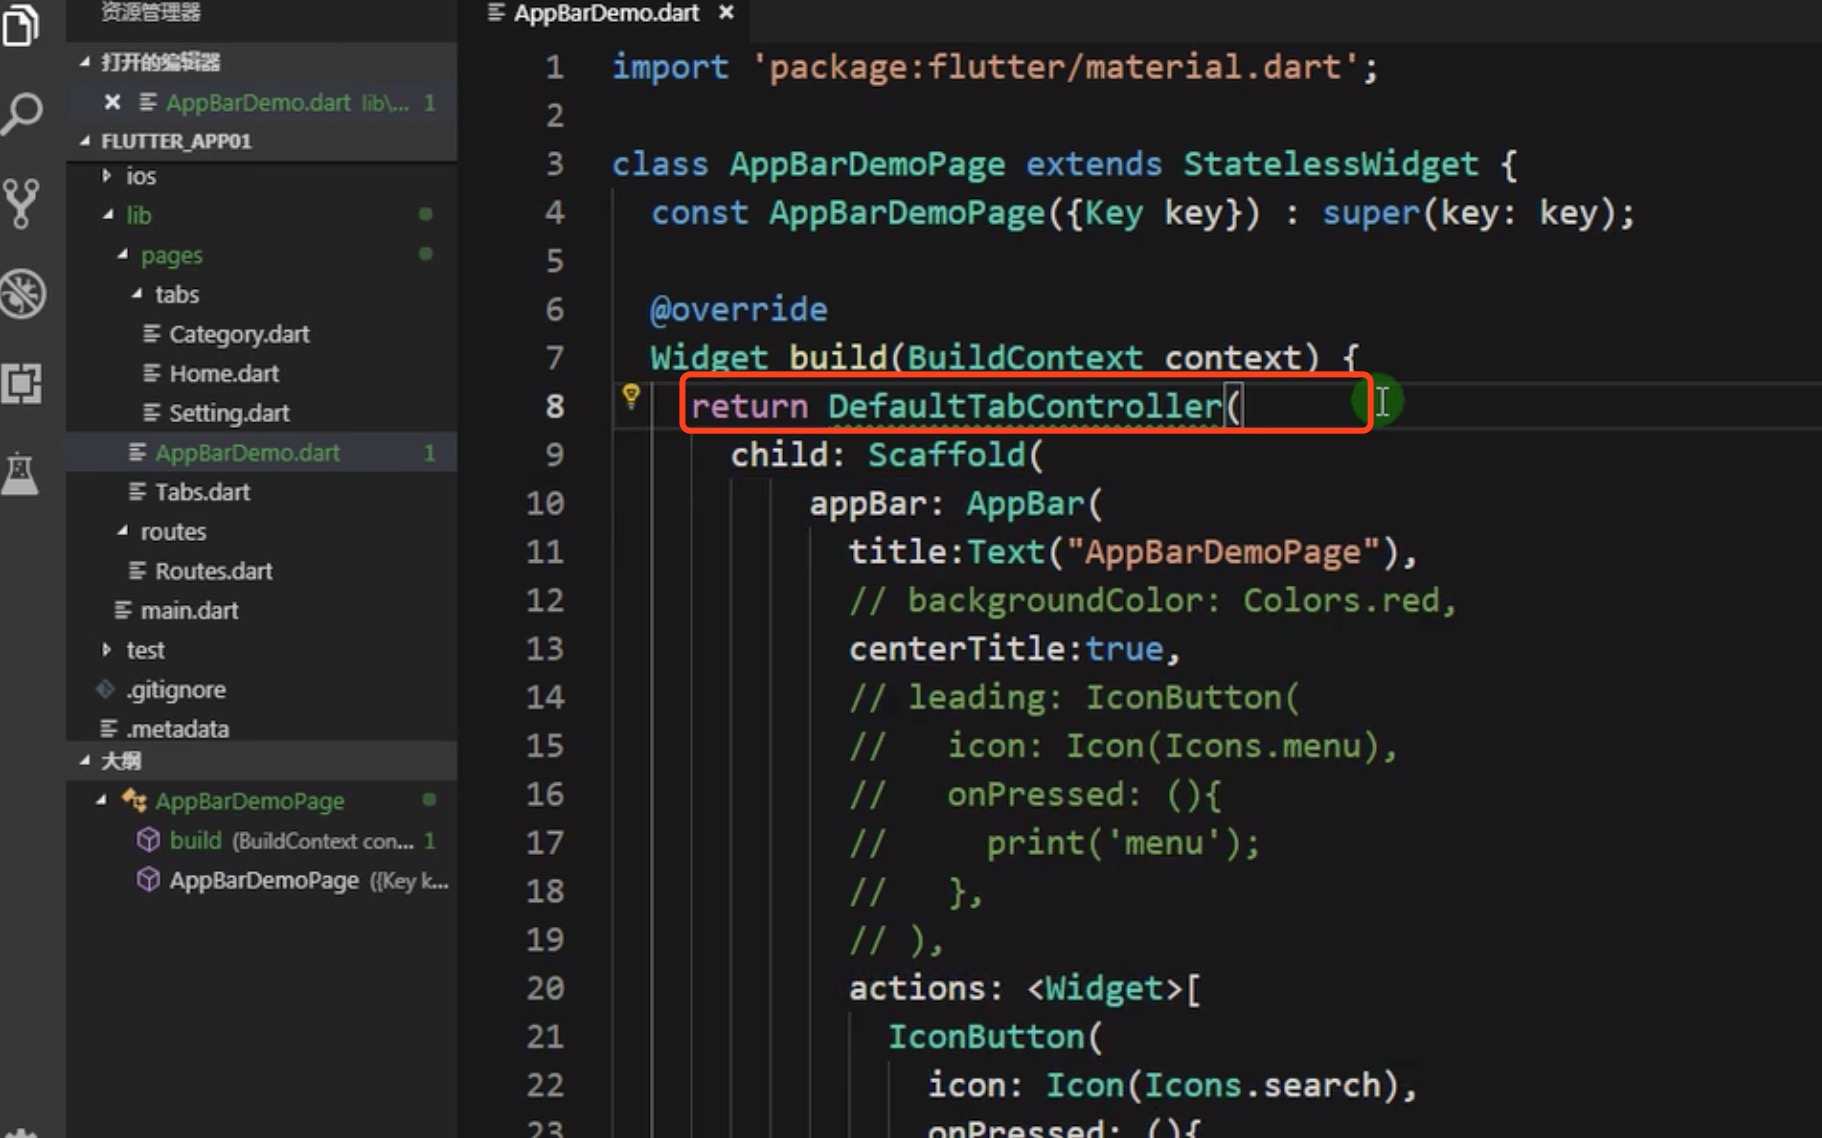 资源管理器
打开的编辑器
AppBarDemo.dart lib\... 1
FLUTTER_APP01
ios
lib
pages
tabs
Category.dart
Home.dart
Setting.dart
AppBarDemo.dart 1
Tabs.dart
routes
Routes.dart
main.dart
test
.gitignore
.metadata
大纲
AppBarDemoPage
build (BuildContext con... 1
AppBarDemoPage ({Key k...
AppBarDemo.dart
1 import 'package:flutter/material.dart';
2
3 class AppBarDemoPage extends StatelessWidget {
4 const AppBarDemoPage({Key key}) : super(key: key);
5
6 @override
7 Widget build(BuildContext context) {
8 return DefaultTabController(
9 child: Scaffold(
10 appBar: AppBar(
11 title:Text("AppBarDemoPage"),
12 // backgroundColor: Colors.red,
13 centerTitle:true,
14 // leading: IconButton(
15 // icon: Icon(Icons.menu),
16 // onPressed: (){
17 // print('menu');
18 // },
19 // ),
20 actions: <Widget>[
21 IconButton(
22 icon: Icon(Icons.search),
23 onPressed: (){